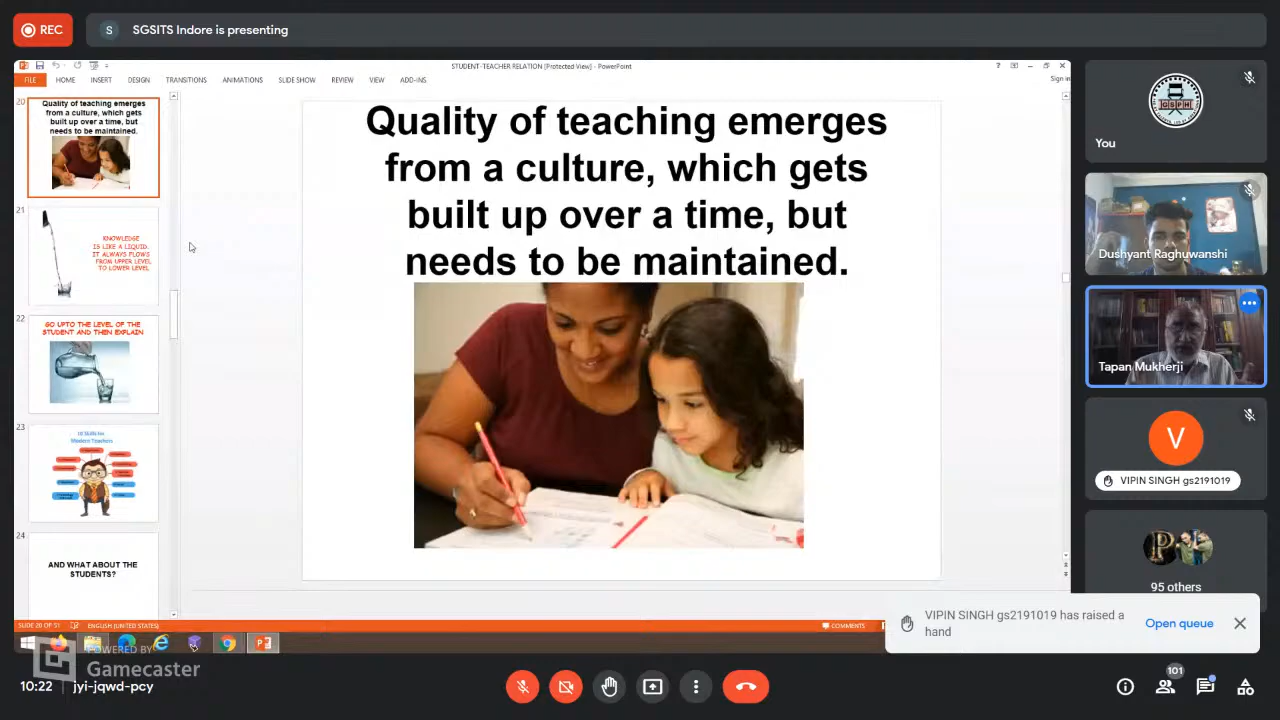 REC
S SGSITS Indore is presenting
STUDENT-TEACHER RELATION [Protected View] - PowerPoint
FILE HOME INSERT DESIGN TRANSITIONS ANIMATIONS SLIDE SHOW REVIEW VIEW ADD-INS
Sign in
20
Quality of teaching emerges
from a culture, which gets
built up over a time, but
needs to be maintained.
21
KNOWLEDGE
IS LIKE A LIQUID.
IT ALWAYS FLOWS
FROM UPPER LEVEL
TO LOWER LEVEL
22
GO UPTO THE LEVEL OF THE
STUDENT AND THEN EXPLAIN
23
Modern Teachers
24
AND WHAT ABOUT THE
STUDENTS?
Quality of teaching emerges
from a culture, which gets
built up over a time, but
needs to be maintained.
SLIDE 20 OF 51 ENGLISH (UNITED STATES)
COMMENTS
GSPH
You
Dushyant Raghuwanshi
Tapan Mukherji
V
VIPIN SINGH gs2191019
P
95 others
VIPIN SINGH gs2191019 has raised a
hand
Open queue
POWERED BY
Gamecaster
10:22 jyi-jqwd-pcy
101